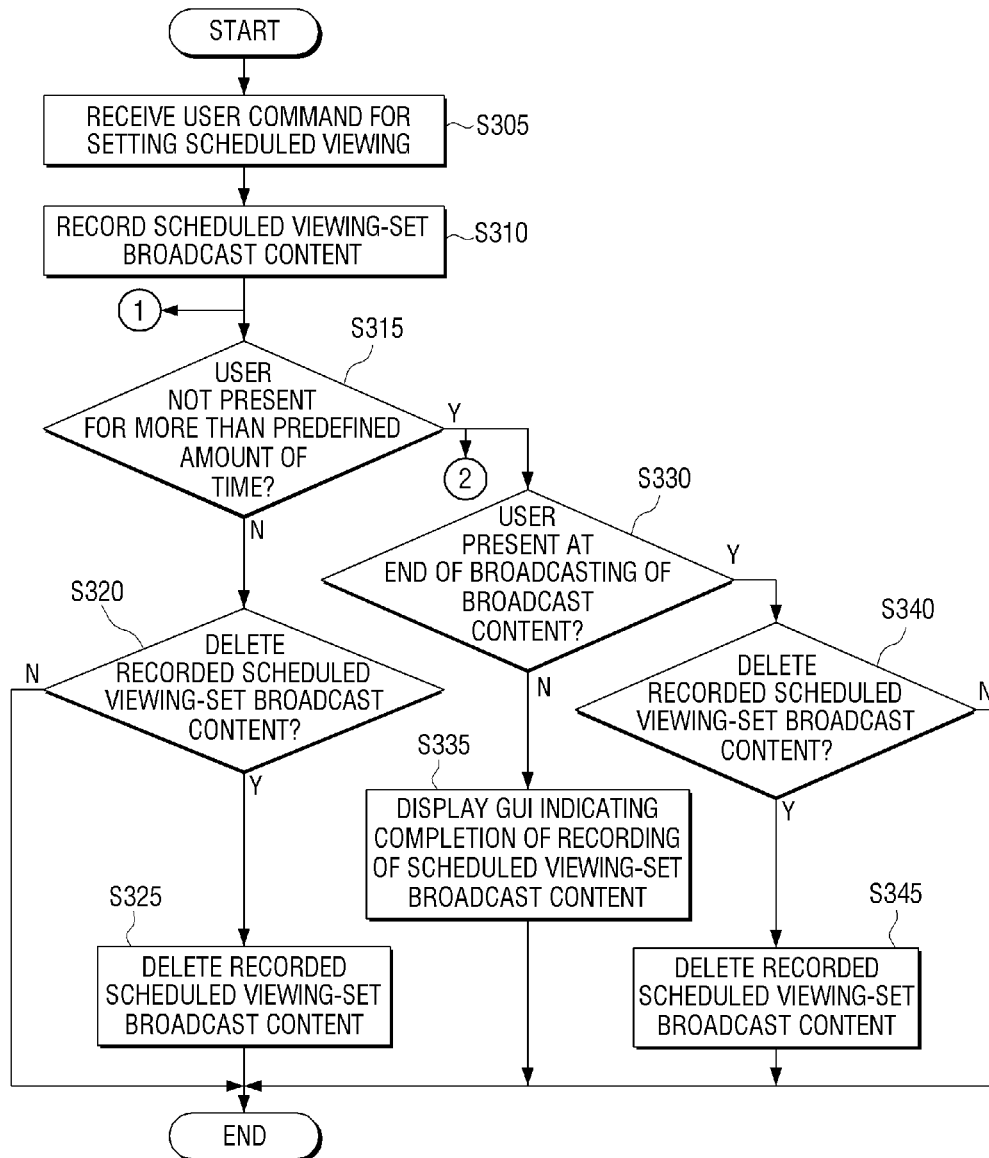 START
RECEIVE USER COMMAND FOR
SETTING SCHEDULED VIEWING
S305
RECORD SCHEDULED VIEWING-SET
BROADCAST CONTENT
S310
1
S315
USER
NOT PRESENT
FOR MORE THAN PREDEFINED
AMOUNT OF
TIME?
Y
N
2
S330
USER
PRESENT AT
END OF BROADCASTING OF
BROADCAST
CONTENT?
Y
N
S320
DELETE
RECORDED SCHEDULED
VIEWING-SET BROADCAST
CONTENT?
N
Y
S340
DELETE
RECORDED SCHEDULED
VIEWING-SET BROADCAST
CONTENT?
N
Y
S335
DISPLAY GUI INDICATING
COMPLETION OF RECORDING
OF SCHEDULED VIEWING-SET
BROADCAST CONTENT
S325
DELETE RECORDED
SCHEDULED VIEWING-SET
BROADCAST CONTENT
S345
DELETE RECORDED
SCHEDULED VIEWING-SET
BROADCAST CONTENT
END